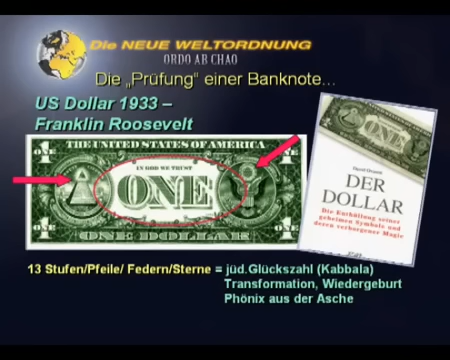 Die NEUE WELTORDNUNG
ORDO AB CHAO
Die „Prüfung“ einer Banknote...
US Dollar 1933 –
Franklin Roosevelt
THE UNITED STATES OF AMERICA
IN GOD WE TRUST
ONE
ONE DOLLAR
ONE
DER
DOLLAR
Die Enthüllung seiner
geheimen Symbole und
deren verborgener Magie
13 Stufen/Pfeile/ Federn/Sterne = jüd.Glückszahl (Kabbala)
Transformation, Wiedergeburt
Phönix aus der Asche